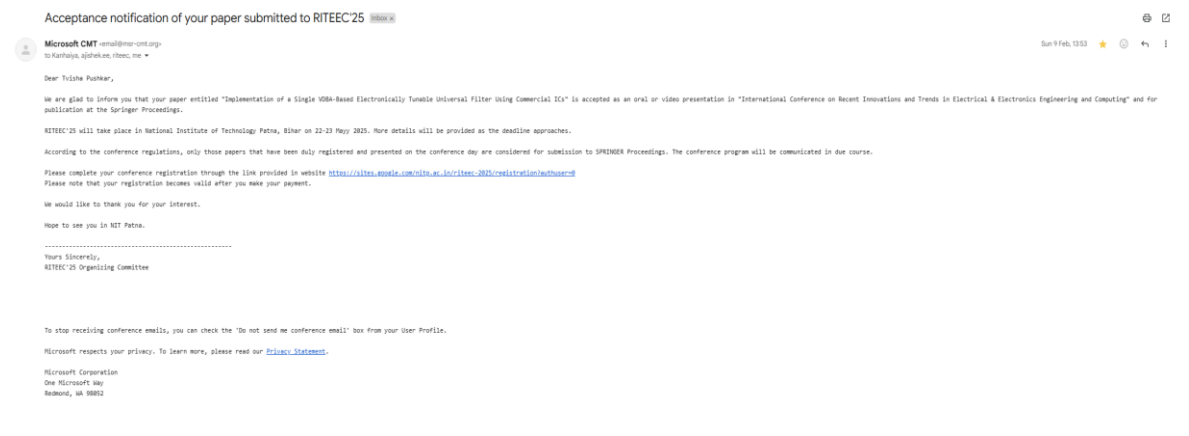 Acceptance notification of your paper submitted to RITEEC'25 Inbox x
Microsoft CMT <email@msr-cmt.org> Sun 9 Feb, 13:53
to Kanhaiya, ajishek.ee, riteec, me
Dear Tvisha Pushkar,
We are glad to inform you that your paper entitled "Implementation of a Single VDBA-Based Electronically Tunable Universal Filter Using Commercial ICs" is accepted as an oral or video presentation in "International Conference on Recent Innovations and Trends in Electrical & Electronics Engineering and Computing" and for
publication at the Springer Proceedings.
RITEEC'25 will take place in National Institute of Technology Patna, Bihar on 22-23 Mayy 2025. More details will be provided as the deadline approaches.
According to the conference regulations, only those papers that have been duly registered and presented on the conference day are considered for submission to SPRINGER Proceedings. The conference program will be communicated in due course.
Please complete your conference registration through the link provided in website https://sites.google.com/nitp.ac.in/riteec-2025/registration?authuser=0
Please note that your registration becomes valid after you make your payment.
We would like to thank you for your interest.
Hope to see you in NIT Patna.
------------------------------------------------------
Yours Sincerely,
RITEEC'25 Organizing Committee
To stop receiving conference emails, you can check the 'Do not send me conference email' box from your User Profile.
Microsoft respects your privacy. To learn more, please read our Privacy Statement.
Microsoft Corporation
One Microsoft Way
Redmond, WA 98052